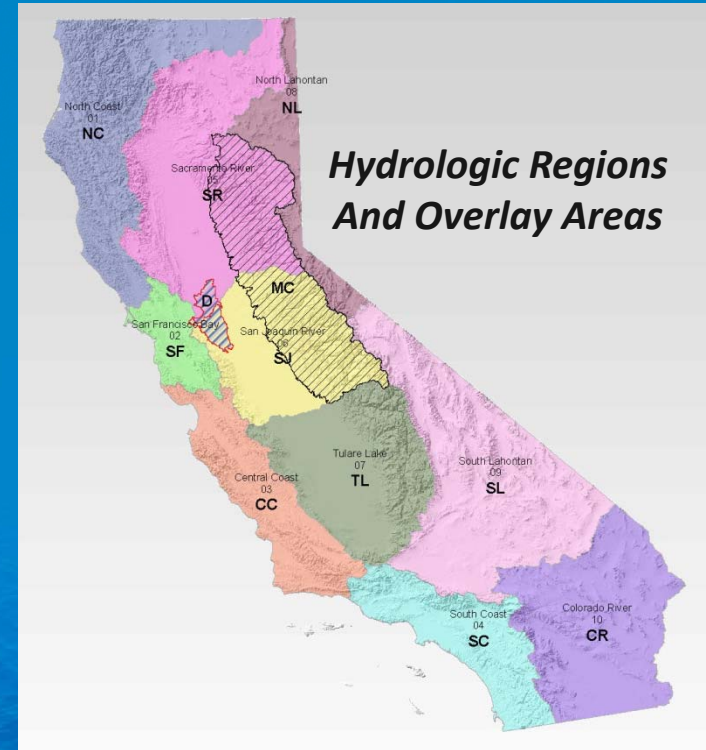 Hydrologic Regions
And Overlay Areas
North Coast
01
NC
North Lahontan
08
NL
Sacramento River
05
SR
MC
D
San Francisco Bay
02
SF
San Joaquin River
06
SJ
Tulare Lake
07
TL
Central Coast
03
CC
South Lahontan
09
SL
South Coast
04
SC
Colorado River
10
CR